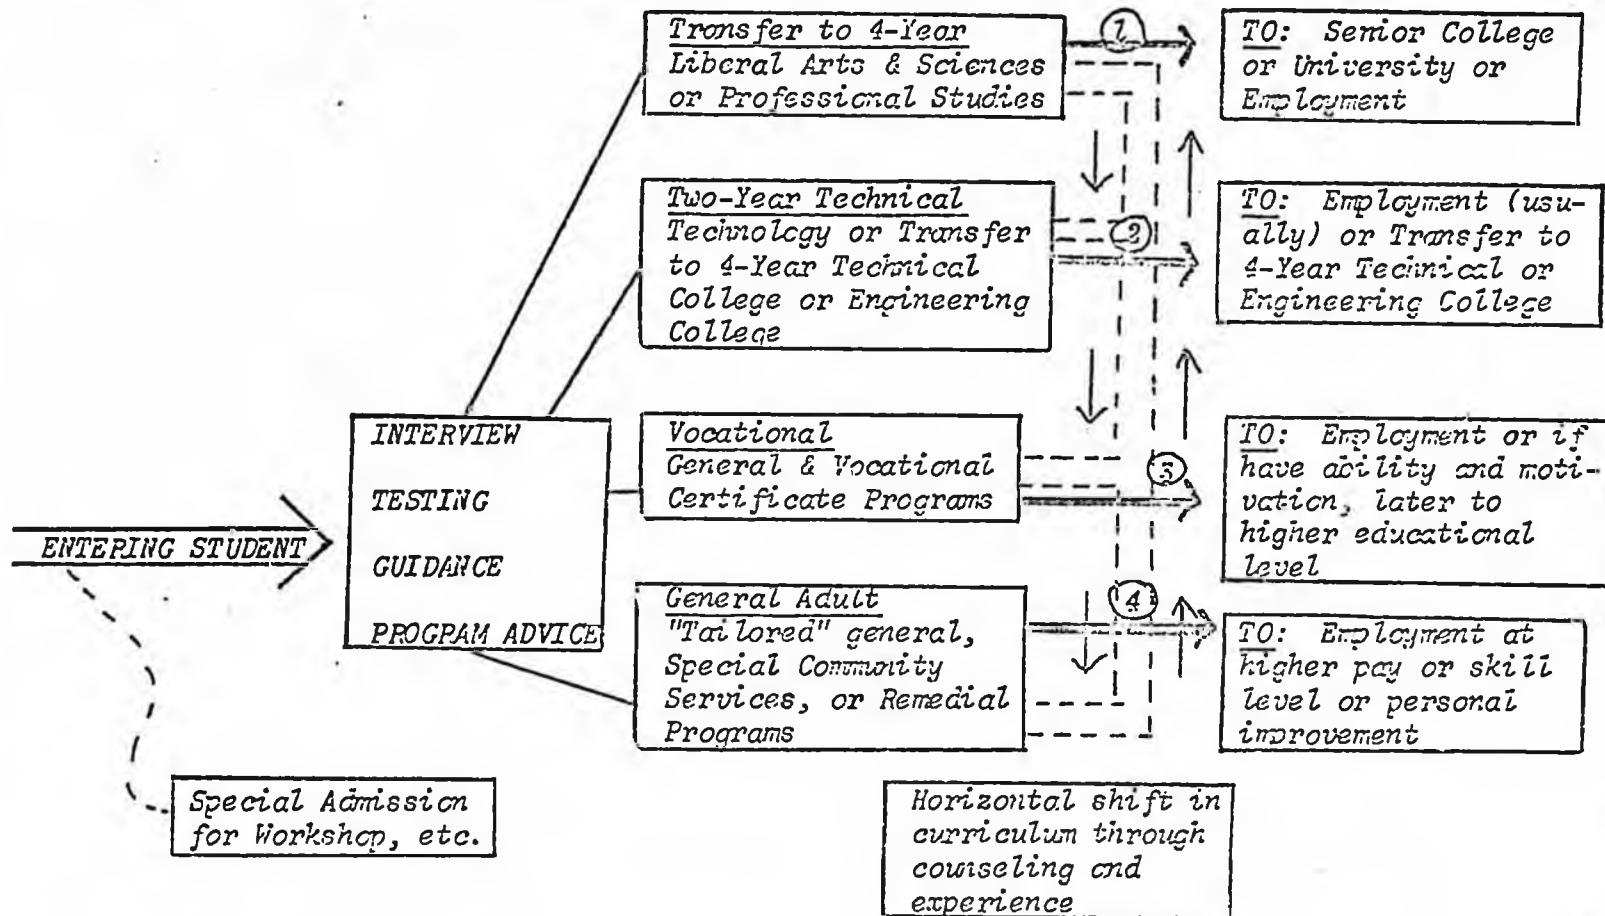 Transfer to 4-Year
Liberal Arts & Sciences
or Professional Studies
1
TO: Senior College
or University or
Employment
Two-Year Technical
Technology or Transfer
to 4-Year Technical
College or Engineering
College
2
TO: Employment (usu-
ally) or Transfer to
4-Year Technical or
Engineering College
INTERVIEW
TESTING
GUIDANCE
PROGRAM ADVICE
Vocational
General & Vocational
Certificate Programs
3
TO: Employment or if
have ability and moti-
vation, later to
higher educational
level
ENTERING STUDENT
General Adult
"Tailored" general,
Special Community
Services, or Remedial
Programs
4
TO: Employment at
higher pay or skill
level or personal
improvement
Special Admission
for Workshop, etc.
Horizontal shift in
curriculum through
counseling and
experience